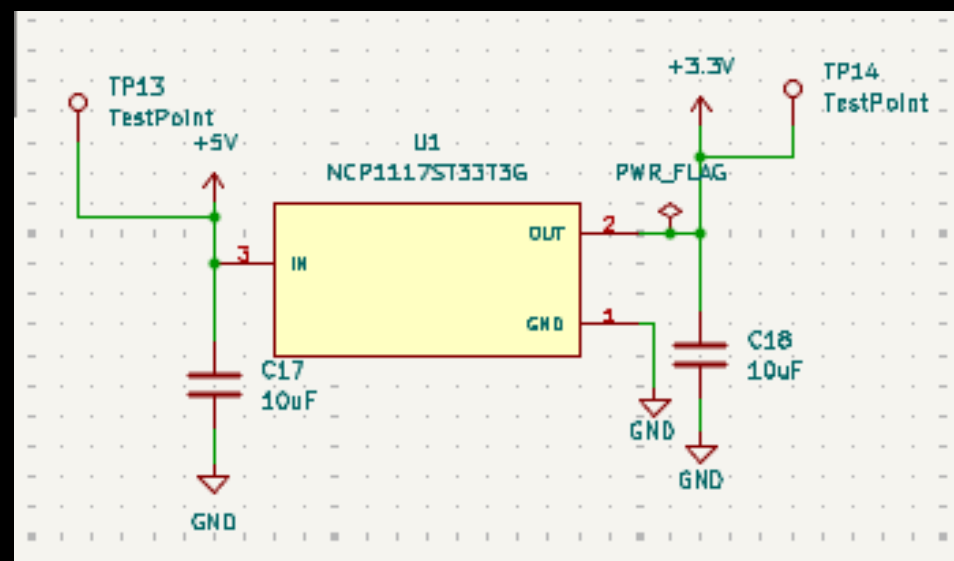 TP13
TestPoint
+5V
U1
NCP1117ST33T3G
+3.3V
TP14
TestPoint
PWR_FLAG
3
IN
OUT
2
GND
1
C17
10uF
GND
C18
10uF
GND
GND